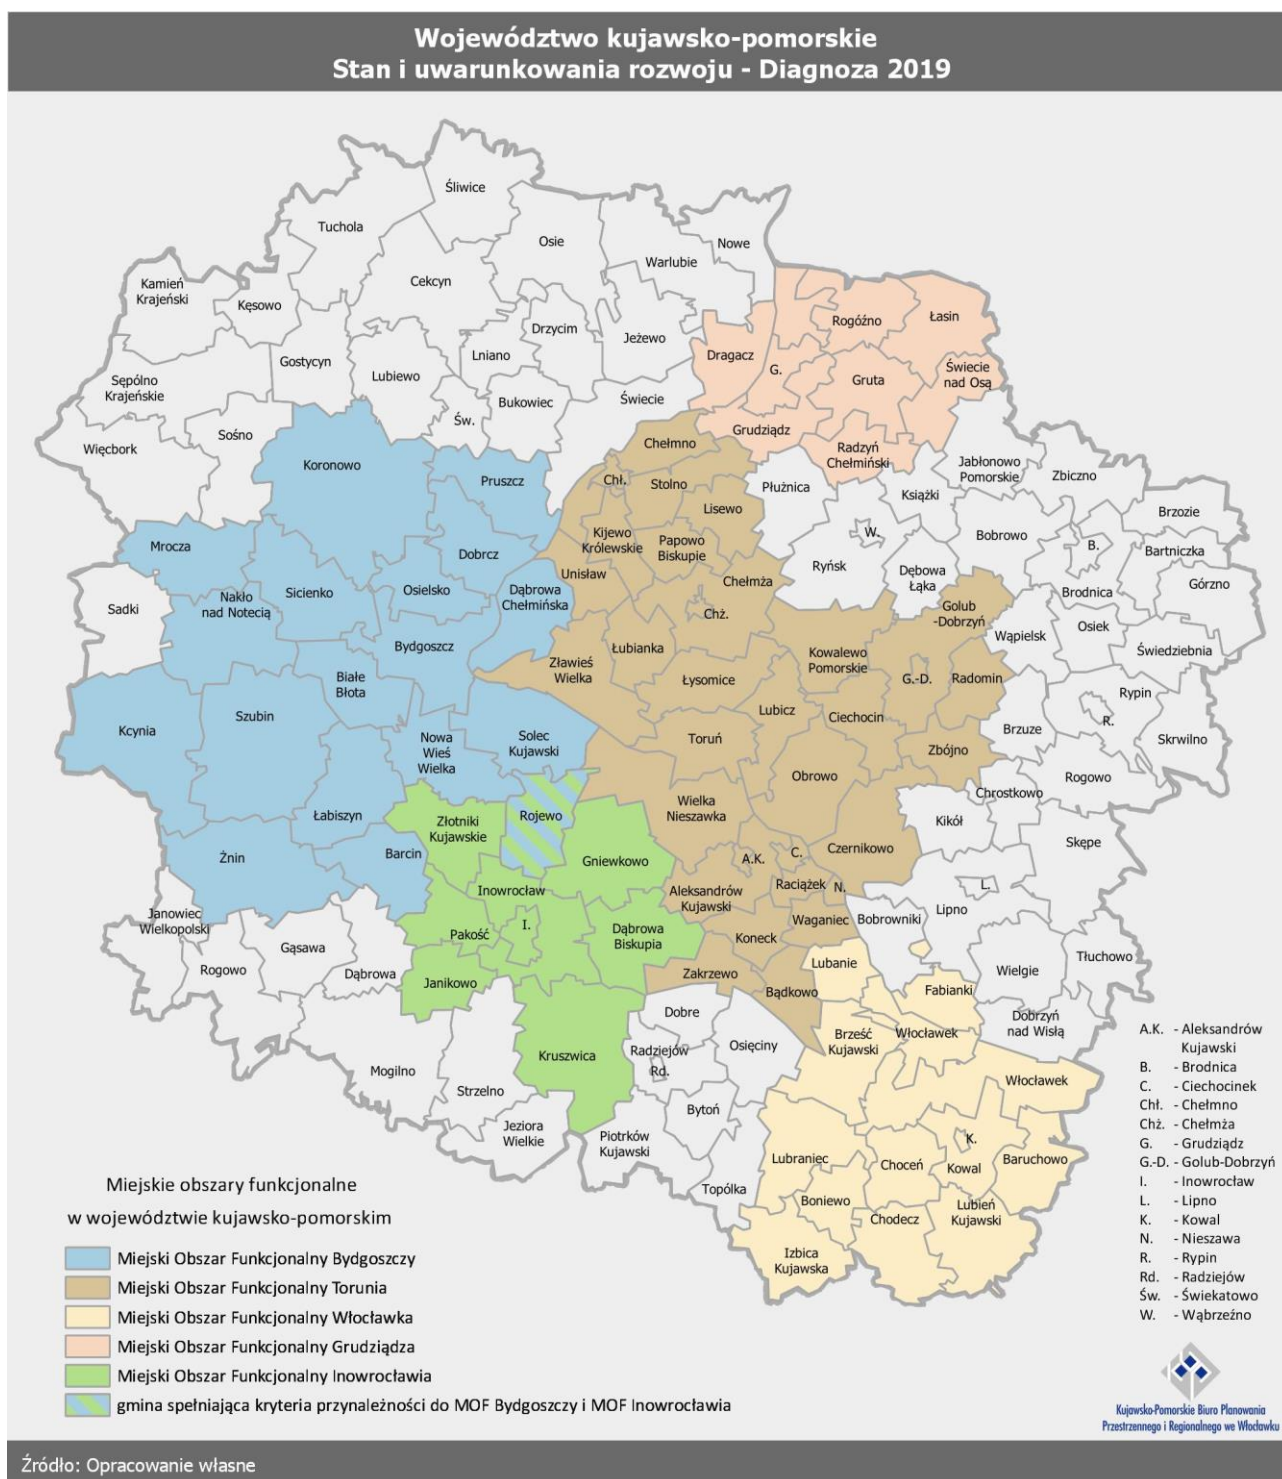 Województwo kujawsko-pomorskie
Stan i uwarunkowania rozwoju - Diagnoza 2019
Śliwice
Tuchola
Osie
Nowe
Warlubie
Cekcyn
Kamień
Krajeński
Kęsowo
Rogóźno
Łasin
Drzycim
Jeżewo
Lniano
Dragacz
Gostycyn
Lubiewo
G.
Gruta
Świecie
nad Osą
Sępólno
Krajeńskie
Bukowiec
Świecie
Św.
Sośno
Grudziądz
Więcbork
Chełmno
Radzyń
Chełmiński
Koronowo
Jabłonowo
Pomorskie
Zbiczno
Pruszcz
Chł.
Stolno
Płużnica
Książki
Lisewo
Brzozie
Kijewo
Królewskie
Papowo
Biskupie
W.
Bobrowo
B.
Bartniczka
Mrocza
Dobrcz
Ryńsk
Dębowa
Łąka
Unisław
Chełmża
Górzno
Sicienko
Osielsko
Dąbrowa
Chełmińska
Nakło
nad Notecią
Brodnica
Sadki
Chż.
Golub
-Dobrzyń
Osiek
Wąpielsk
Bydgoszcz
Łubianka
Kowalewo
Pomorskie
Świedziebnia
Zławieś
Wielka
Białe
Błota
Łysomice
G.-D.
Radomin
Rypin
Szubin
Lubicz
Ciechocin
R.
Kcynia
Nowa
Wieś
Wielka
Solec
Kujawski
Toruń
Brzuze
Skrwilno
Zbójno
Obrowo
Rogowo
Wielka
Nieszawka
Chrostkowo
Łabiszyn
Złotniki
Kujawskie
Rojewo
Kikół
Skępe
Żnin
Barcin
Gniewkowo
A.K.
C.
Czernikowo
Inowrocław
Aleksandrów
Kujawski
Raciążek
N.
L.
Janowiec
Wielkopolski
Bobrowniki
Lipno
Waganiec
Pakość
I.
Dąbrowa
Biskupia
Koneck
Gąsawa
Tłuchowo
Rogowo
Dąbrowa
Janikowo
Zakrzewo
Lubanie
Wielgie
Bądkowo
Fabianki
Dobre
Dobrzyń
nad Wisłą
Brześć
Kujawski
Włocławek
Osięciny
Radziejów
Rd.
Kruszwica
Mogilno
Strzelno
Włocławek
Bytoń
Jeziora
Wielkie
Piotrków
Kujawski
K.
Lubraniec
Choceń
Kowal
Baruchowo
Topólka
Boniewo
Chodecz
Lubień
Kujawski
Izbica
Kujawska
A.K. - Aleksandrów
Kujawski
B. - Brodnica
C. - Ciechocinek
Chł. - Chełmno
Chż. - Chełmża
G. - Grudziądz
G.-D. - Golub-Dobrzyń
I. - Inowrocław
L. - Lipno
K. - Kowal
N. - Nieszawa
R. - Rypin
Rd. - Radziejów
Św. - Świekatowo
W. - Wąbrzeźno
Miejskie obszary funkcjonalne
w województwie kujawsko-pomorskim
Miejski Obszar Funkcjonalny Bydgoszczy
Miejski Obszar Funkcjonalny Torunia
Miejski Obszar Funkcjonalny Włocławka
Miejski Obszar Funkcjonalny Grudziądza
Miejski Obszar Funkcjonalny Inowrocławia
gmina spełniająca kryteria przynależności do MOF Bydgoszczy i MOF Inowrocławia
Kujawsko-Pomorskie Biuro Planowania
Przestrzennego i Regionalnego we Włocławku
Źródło: Opracowanie własne